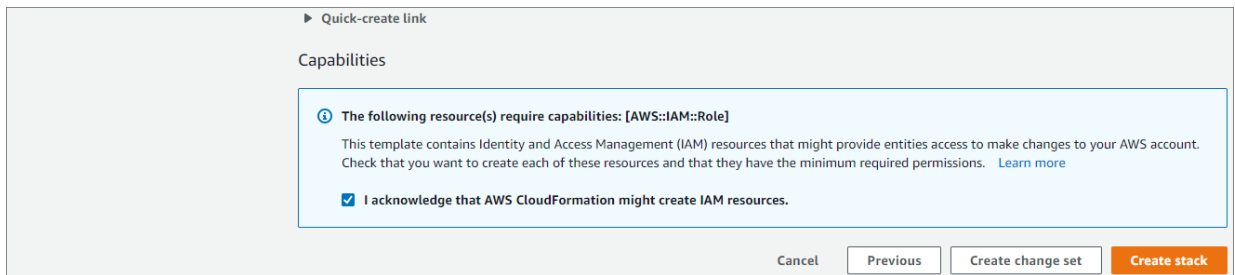 Quick-create link
Capabilities
The following resource(s) require capabilities: [AWS::IAM::Role]
This template contains Identity and Access Management (IAM) resources that might provide entities access to make changes to your AWS account.
Check that you want to create each of these resources and that they have the minimum required permissions. Learn more
I acknowledge that AWS CloudFormation might create IAM resources.
Cancel Previous Create change set Create stack